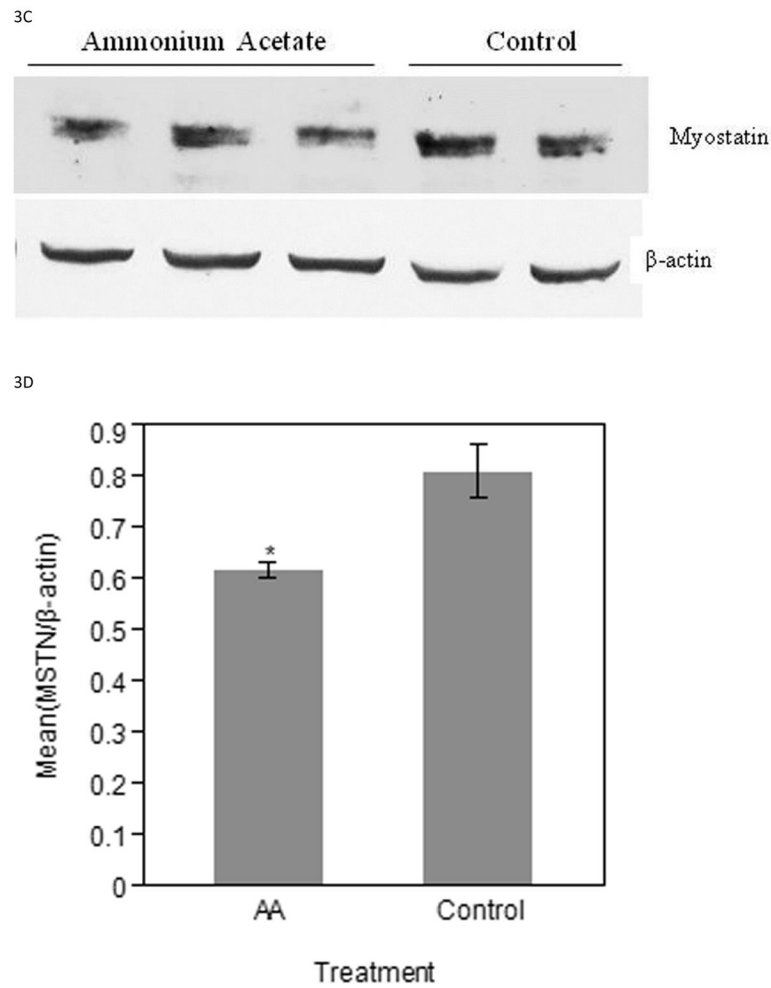 3C
Ammonium Acetate Control
Myostatin
β-actin
3D
0.9
0.8
0.7
0.6
0.5
0.4
0.3
0.2
0.1
0
Mean(MSTN/β-actin)
*
AA Control
Treatment